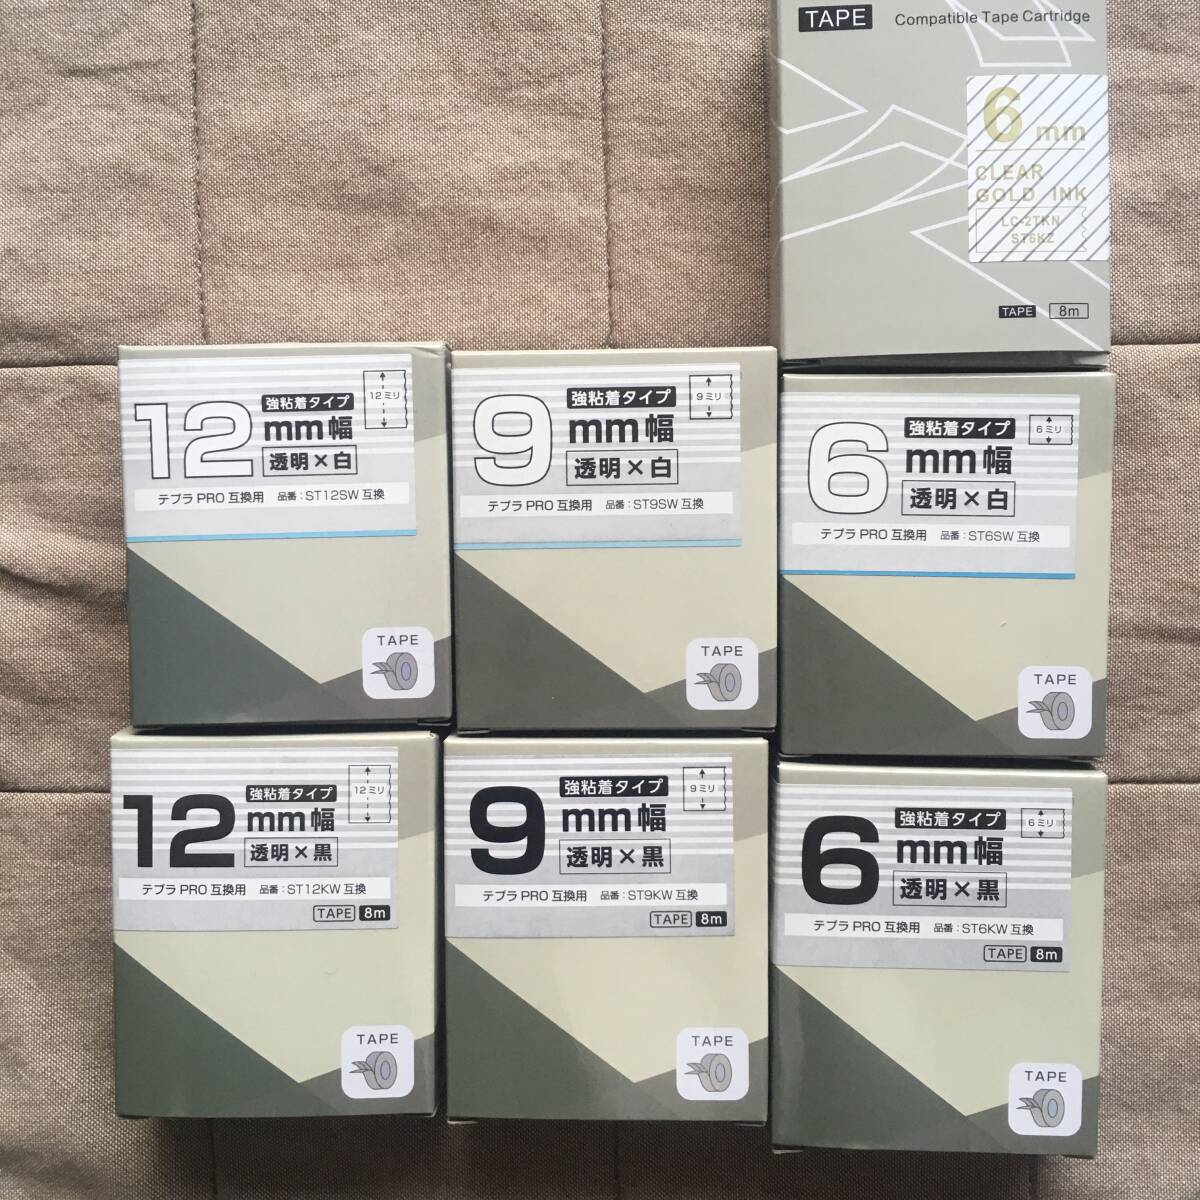 TAPE Compatible Tape Cartridge
6 mm
CLEAR
GOLD INK
LC-2TKN
ST6KZ
TAPE 8m
12 強粘着タイプ 12ミリ
mm幅
透明×白
テプラ PRO 互換用 品番：ST12SW 互換
TAPE
9 強粘着タイプ 9ミリ
mm幅
透明×白
テプラ PRO 互換用 品番：ST9SW 互換
TAPE
6 強粘着タイプ 6ミリ
mm幅
透明×白
テプラ PRO 互換用 品番：ST6SW 互換
TAPE
12 強粘着タイプ 12ミリ
mm幅
透明×黒
テプラ PRO 互換用 品番：ST12KW 互換
TAPE 8m
TAPE
9 強粘着タイプ 9ミリ
mm幅
透明×黒
テプラ PRO 互換用 品番：ST9KW 互換
TAPE 8m
TAPE
6 強粘着タイプ 6ミリ
mm幅
透明×黒
テプラ PRO 互換用 品番：ST6KW 互換
TAPE 8m
TAPE